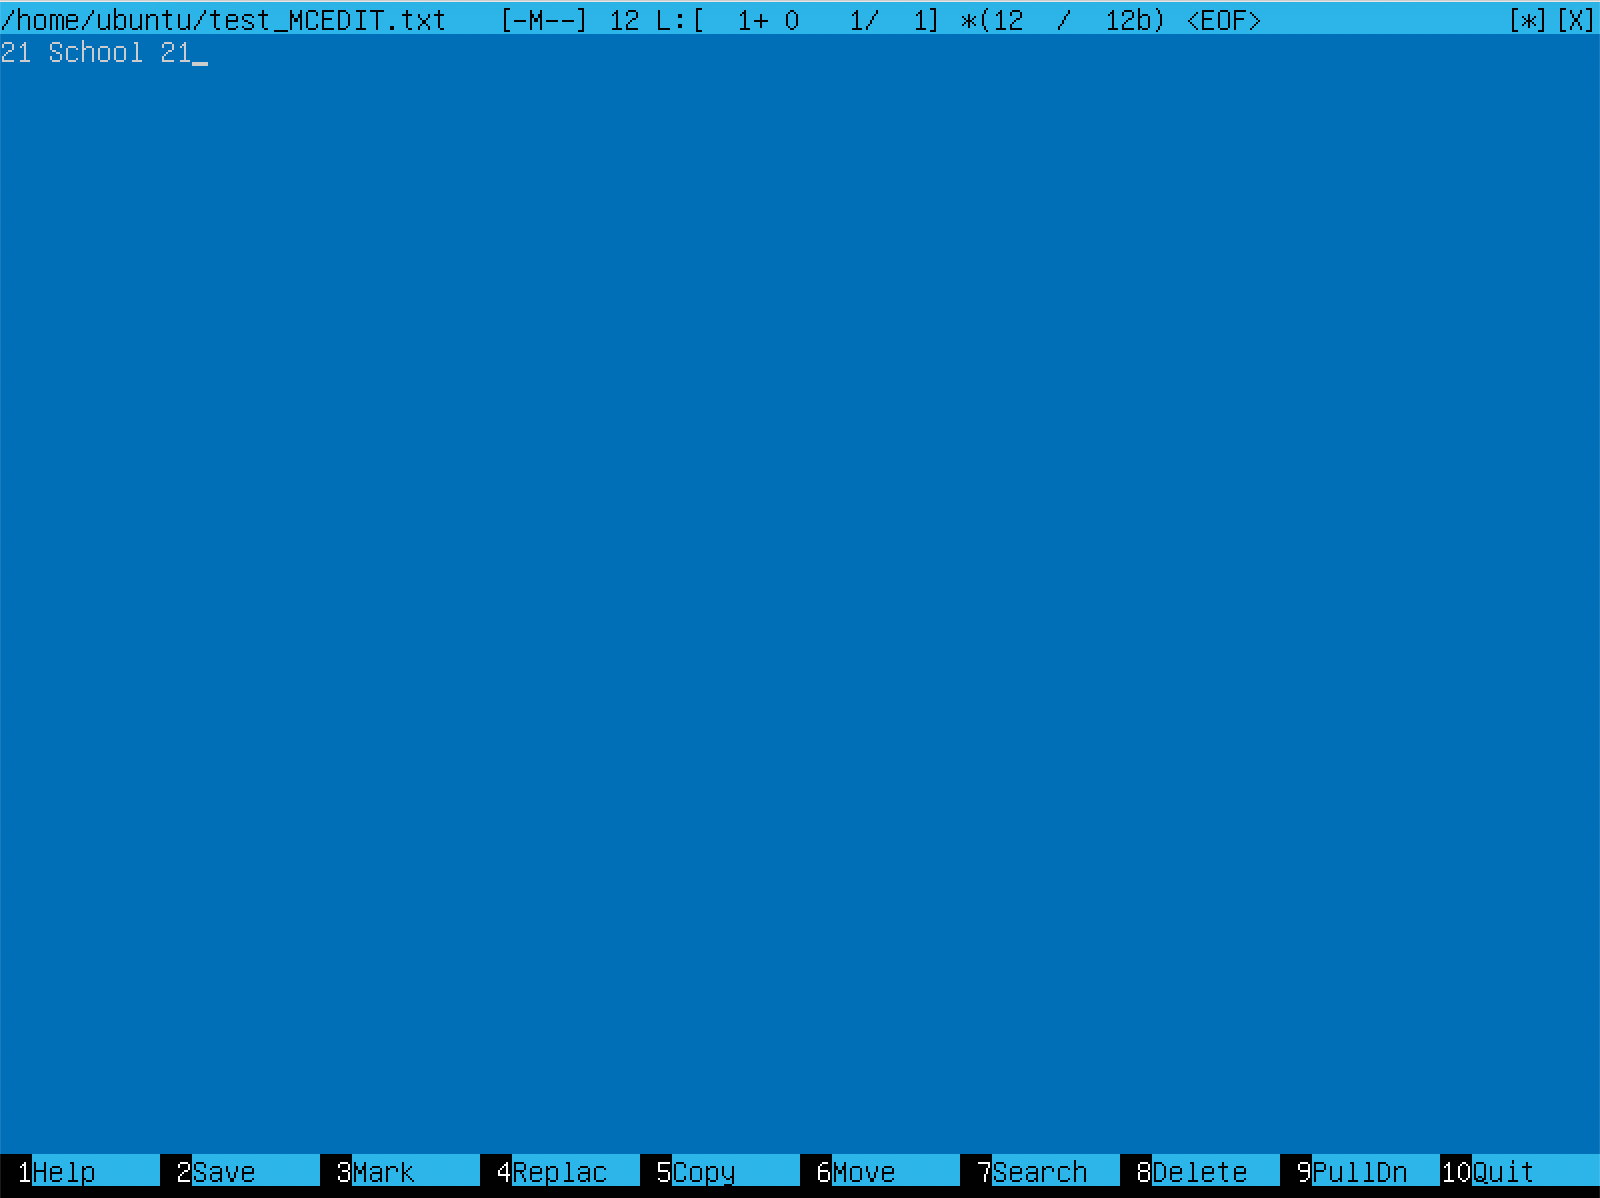 /home/ubuntu/test_MCEDIT.txt   [-M--] 12 L:[  1+ 0   1/  1] *(12  /  12b) <EOF>   [*][X]
21 School 21_
1Help 2Save 3Mark 4Replac 5Copy 6Move 7Search 8Delete 9PullDn 10Quit